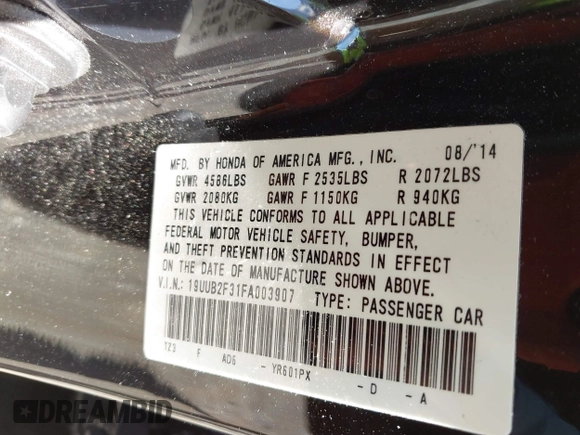 MFD. BY HONDA OF AMERICA MFG., INC. 08/'14
GVWR 4586LBS GAWR F 2535LBS R 2072LBS
GVWR 2080KG GAWR F 1150KG R 940KG
THIS VEHICLE CONFORMS TO ALL APPLICABLE
FEDERAL MOTOR VEHICLE SAFETY, BUMPER,
AND THEFT PREVENTION STANDARDS IN EFFECT
ON THE DATE OF MANUFACTURE SHOWN ABOVE.
V.I.N.: 19UUB2F31FA003907 TYPE: PASSENGER CAR
TZ3 F AD6 - YR601PX - D - A
DREAMBID